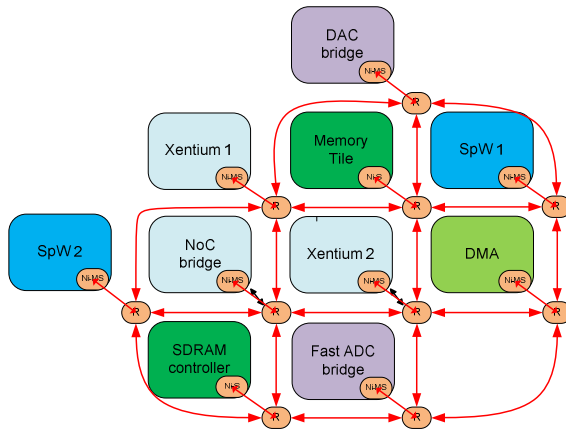 DAC
bridge
NI-MS
R
Xentium 1
NI-MS
Memory
Tile
NI-S
SpW 1
NI-MS
R
R
R
SpW 2
NI-MS
NoC
bridge
NI-MS
Xentium 2
NI-MS
DMA
NI-MS
R
R
R
R
SDRAM
controller
NI-S
Fast ADC
bridge
NI-MS
R
R